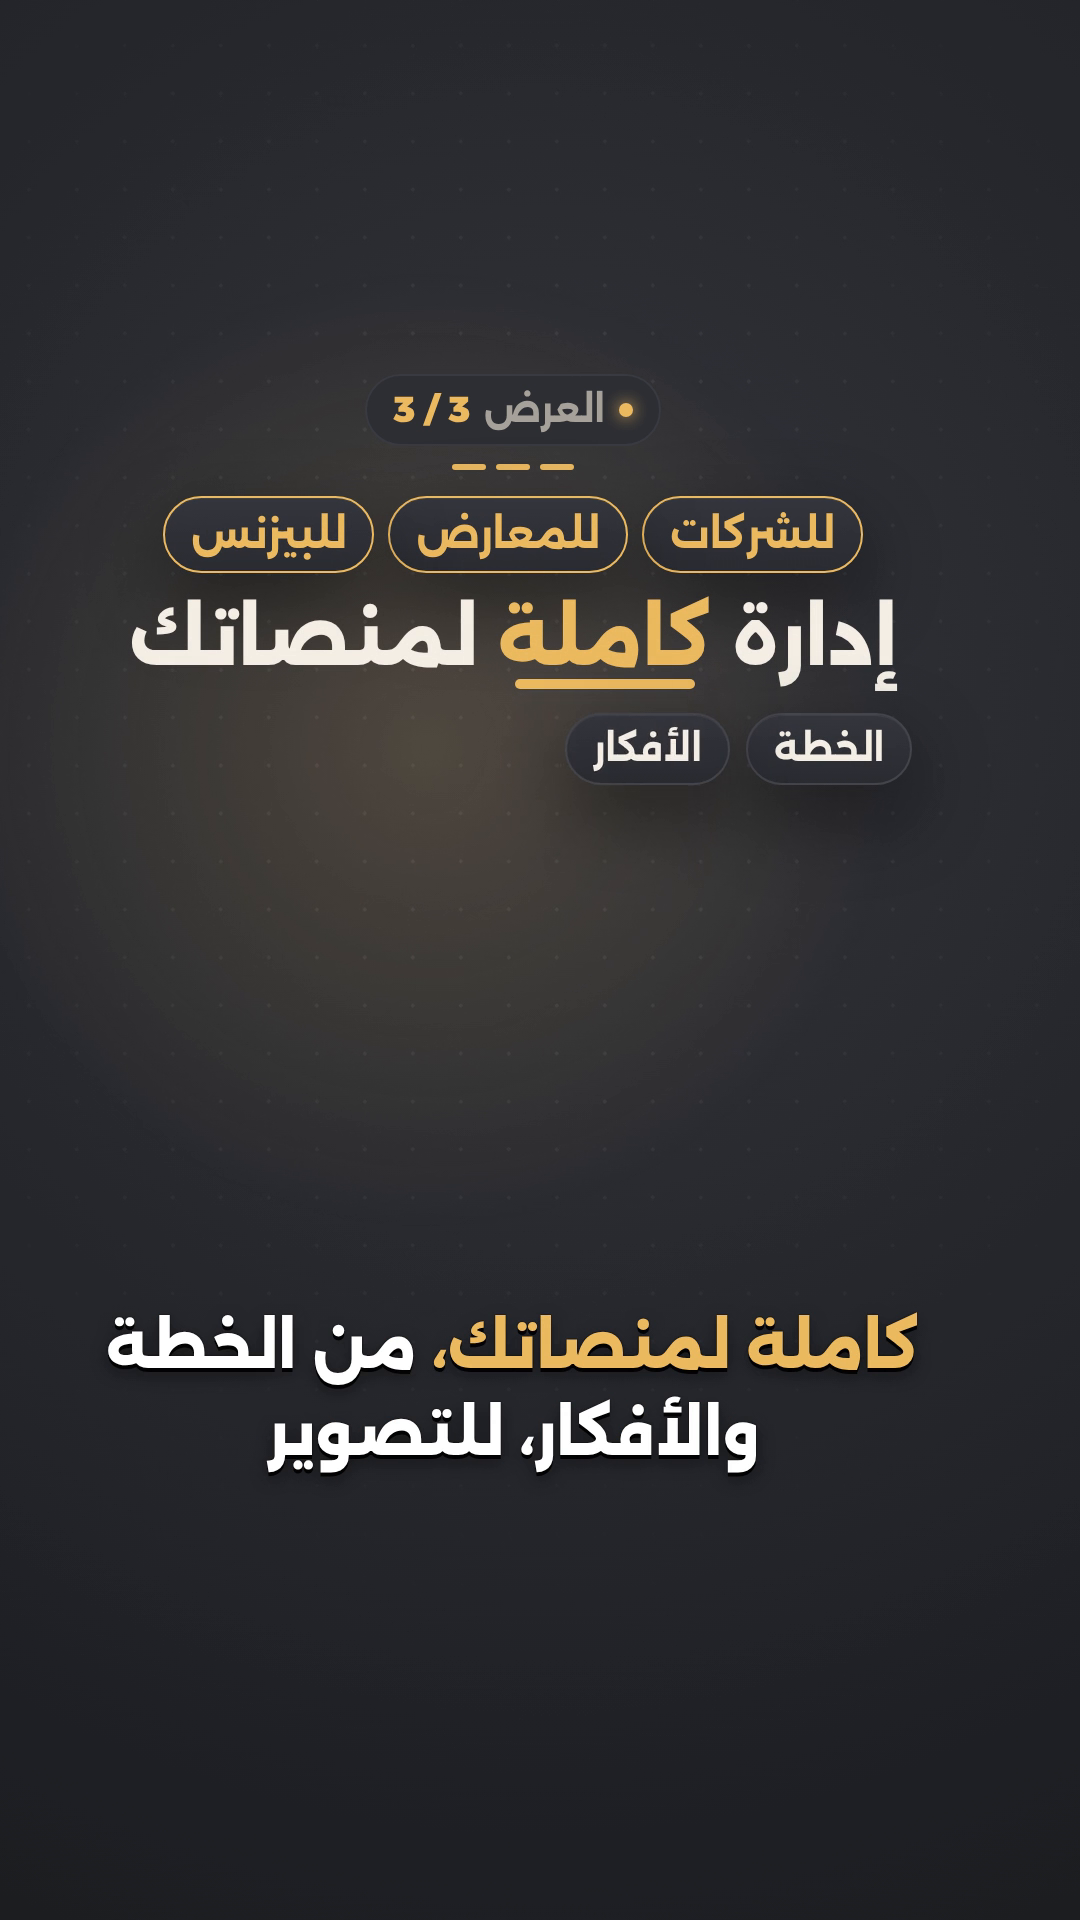 العرض 3 / 3
للشركات للمعارض للبيزنس
إدارة كاملة لمنصاتك
الخطة الأفكار
كاملة لمنصاتك، من الخطة
والأفكار، للتصوير